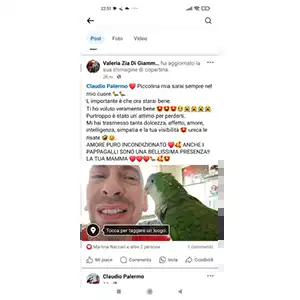 22:51
Post Foto Video
Valeria Zia Di Giamm... ha aggiornato la
sua immagine di copertina.
Claudio Palermo ❤️ Piccolina mia sarai sempre nel
mio cuore 🦜🦜
L importante è che ora starai bene.
Ti ho voluto veramente bene
Purtroppo è stato un attimo per perderti.
Mi hai trasmesso tanta dolcezza, affetto, amore,
intelligenza, simpatia e la tua visibilità unica le
risate
AMORE PURO INCONDIZIONATO ❤️🥰 ANCHE I
PAPPAGALLI SONO UNA BELLISSIMA PRESENZA!!
LA TUA MAMMA
Tocca per taggare un luogo.
Martina Naccari e altre 2 persone
1 commento
Mi piace Commenta Invia Condividi
Claudio Palermo